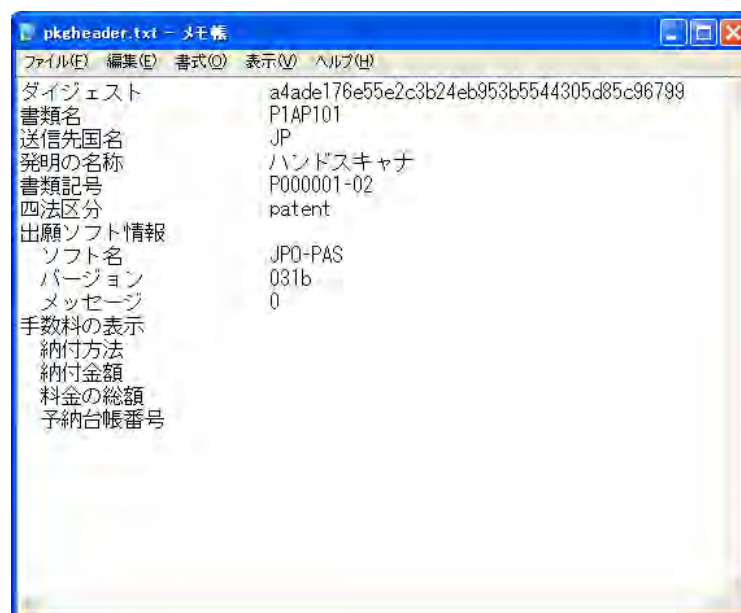 pkgheader.txt - メモ帳
ファイル(F) 編集(E) 書式(O) 表示(V) ヘルプ(H)
ダイジェスト a4ade176e55e2c3b24eb953b5544305d85c96799
書類名 P1AP101
送信先国名 JP
発明の名称 ハンドスキャナ
書類記号 P000001-02
四法区分 patent
出願ソフト情報
ソフト名 JPO-PAS
バージョン 031b
メッセージ 0
手数料の表示
納付方法
納付金額
料金の総額
予納台帳番号